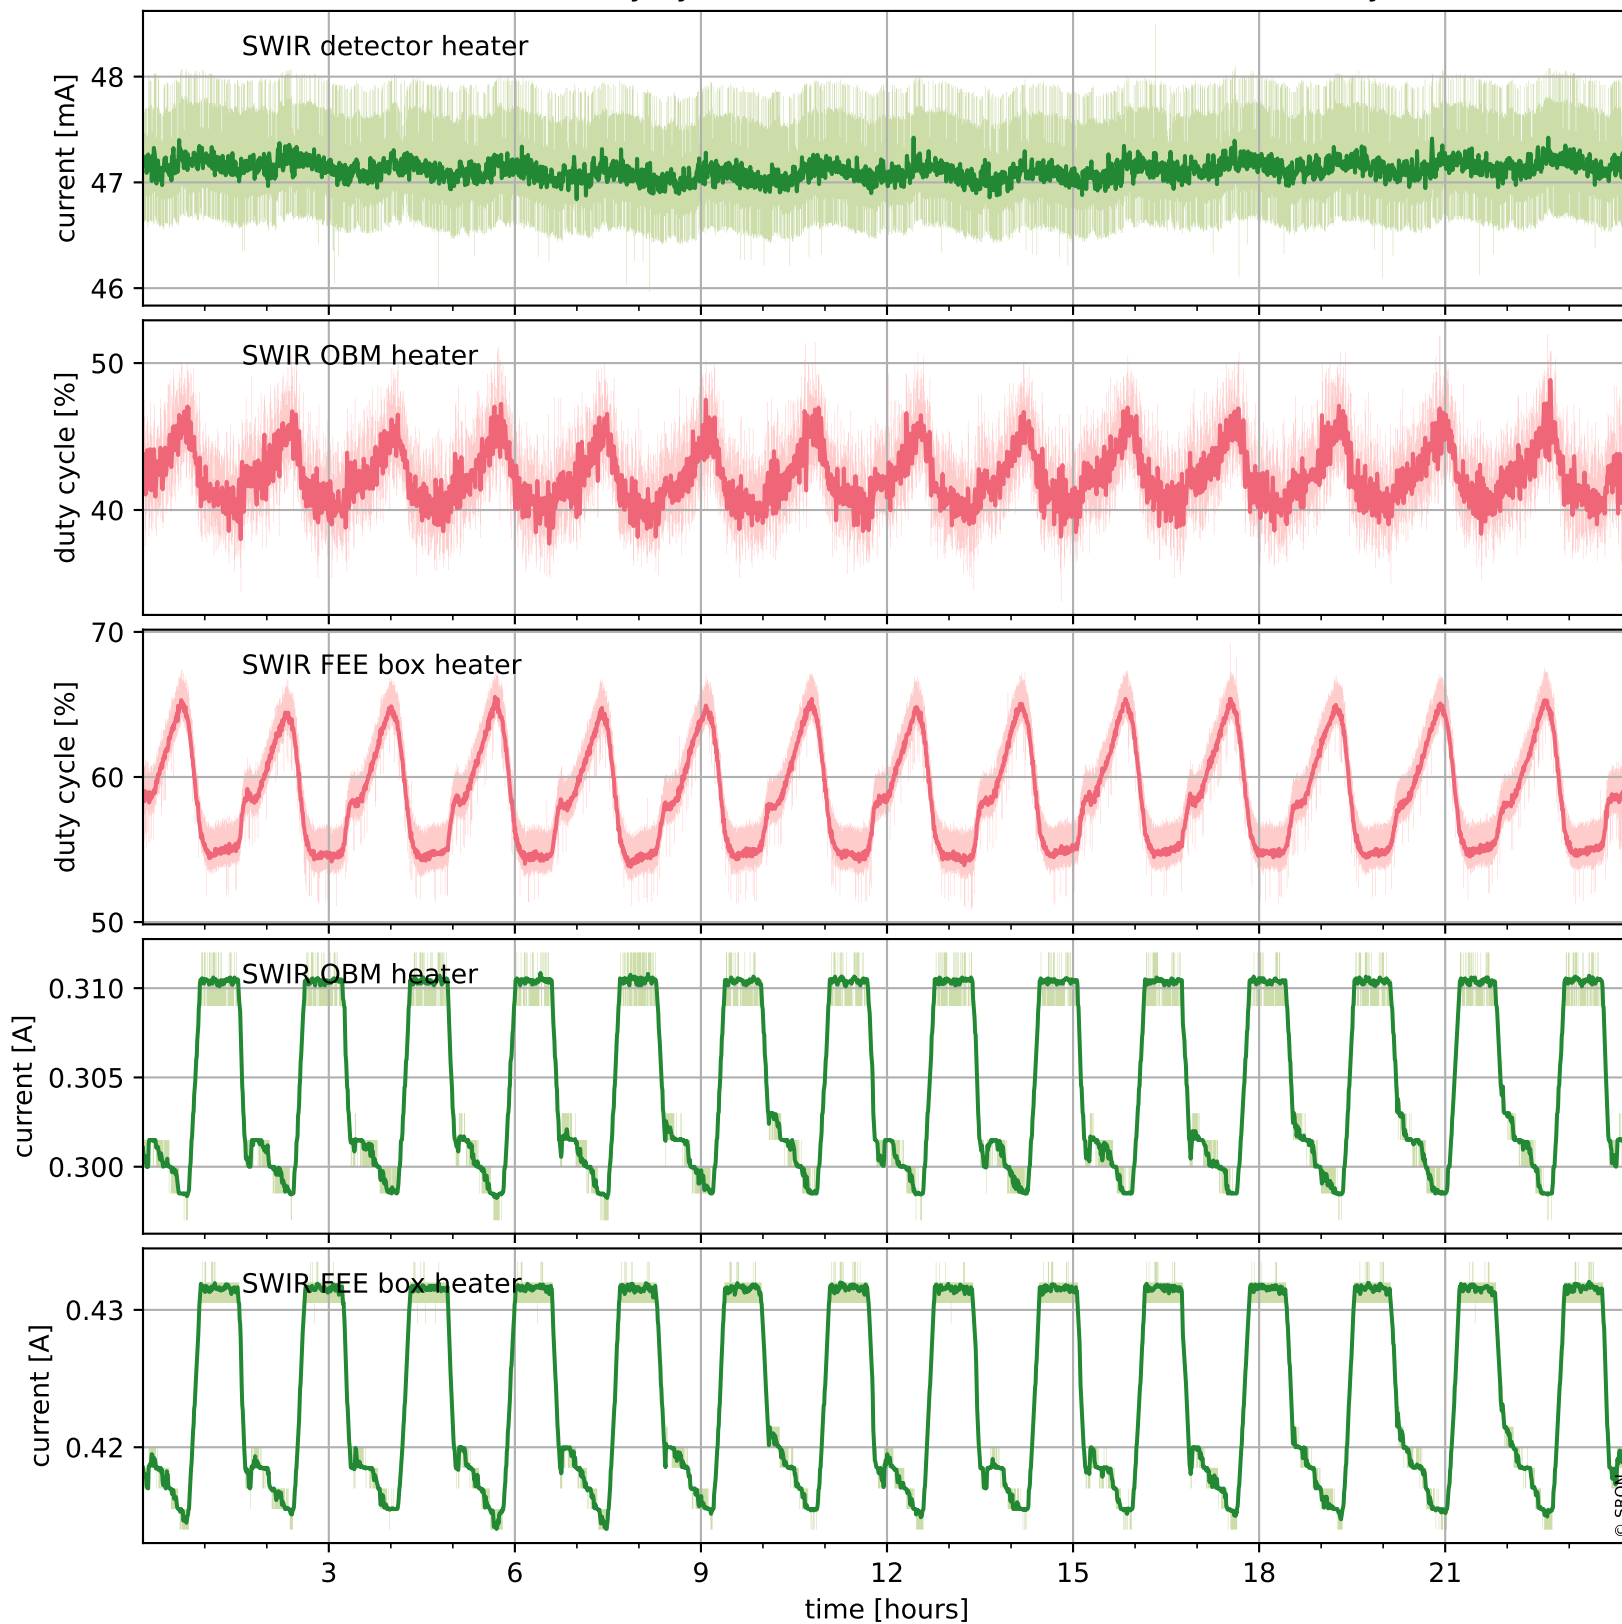 SWIR detector heater
current [mA]
48
47
46
SWIR OBM heater
duty cycle [%]
50
40
SWIR FEE box heater
duty cycle [%]
70
60
50
SWIR OBM heater
current [A]
0.310
0.305
0.300
SWIR FEE box heater
current [A]
0.43
0.42
© SRON
3 6 9 12 15 18 21
time [hours]